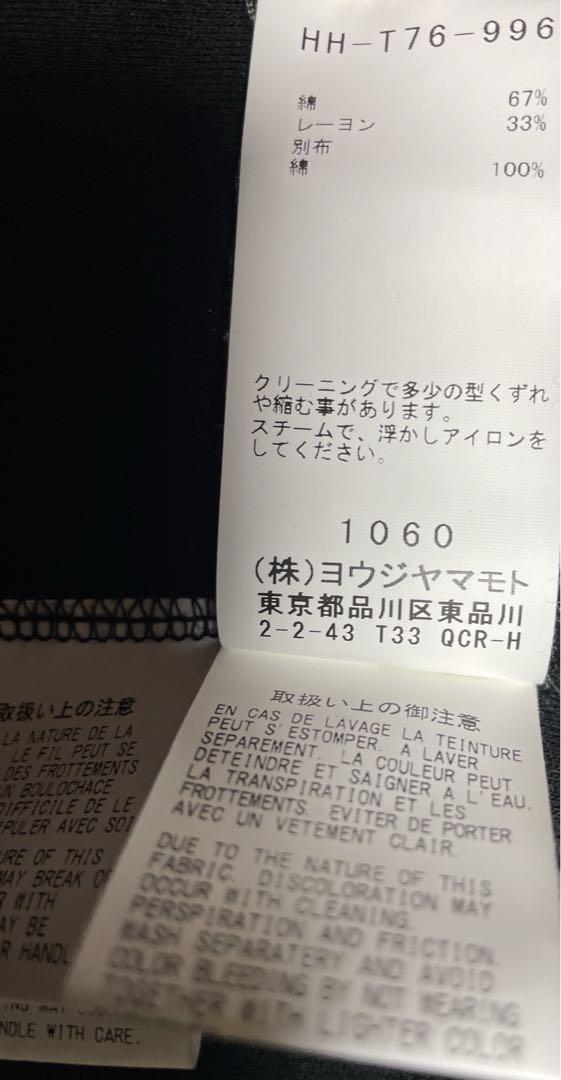 HH-T76-996
綿 67%
レーヨン 33%
別布
綿 100%
クリーニングで多少の型くずれ
や縮む事があります。
スチームで、浮かしアイロンを
してください。
1060
(株)ヨウジヤマモト
東京都品川区東品川
2-2-43 T33 QCR-H
取扱い上の御注意
EN CAS DE LAVAGE LA TEINTURE
PEUT S'ESTOMPER. A LAVER
SEPAREMENT. LA COULEUR PEUT
DETEINDRE ET SAIGNER A L'EAU.
LA TRANSPIRATION ET LES
FROTTEMENTS. EVITER DE PORTER
AVEC UN VETEMENT CLAIR.
DUE TO THE NATURE OF THIS
FABRIC. DISCOLORATION MAY
OCCUR WITH CLEANING.
PERSPIRATION AND FRICTION.
WASH SEPARATERY AND AVOID
COLOR BLEEDING BY NOT WEARING
TOGETHER WITH LIGHTER COLOR
取扱い上の注意
LA NATURE DE LA
LE FIL PEUT SE
DES FROTTEMENTS
UN BOULOCHACE
DIFFICILE DE LE
AVEC
OF THIS
MAY BREAK
WITH
BE
NDLE WITH CARE.